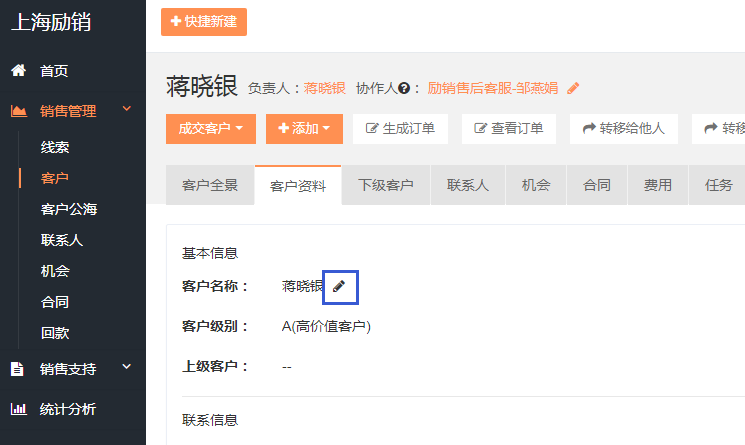 上海励销
快捷新建
首页
销售管理
线索
客户
客户公海
联系人
机会
合同
回款
销售支持
统计分析
蒋晓银 负责人：蒋晓银 协作人?： 励销售后客服-邹燕娟
成交客户 添加 生成订单 查看订单 转移给他人 转移
客户全景 客户资料 下级客户 联系人 机会 合同 费用 任务
基本信息
客户名称： 蒋晓银
客户级别： A(高价值客户)
上级客户： --
联系信息